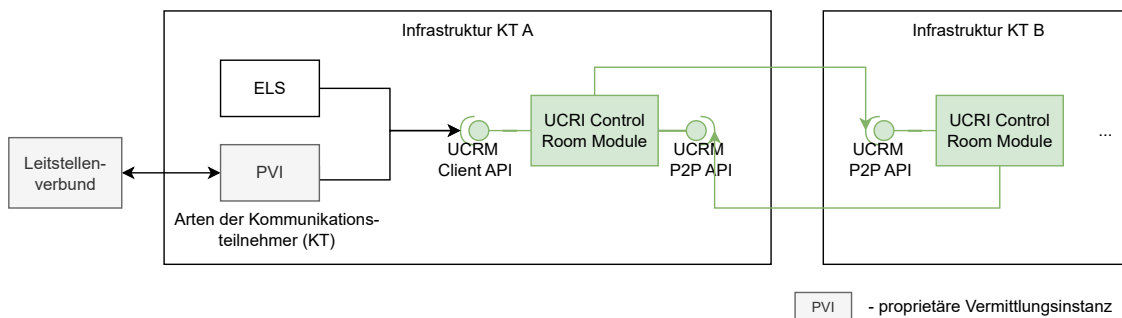 Infrastruktur KT A
Infrastruktur KT B
ELS
Leitstellen-
verbund
PVI
Arten der Kommunikations-
teilnehmer (KT)
UCRM
Client API
UCRI Control
Room Module
UCRM
P2P API
UCRM
P2P API
UCRI Control
Room Module
...
PVI
- proprietäre Vermittlungsinstanz